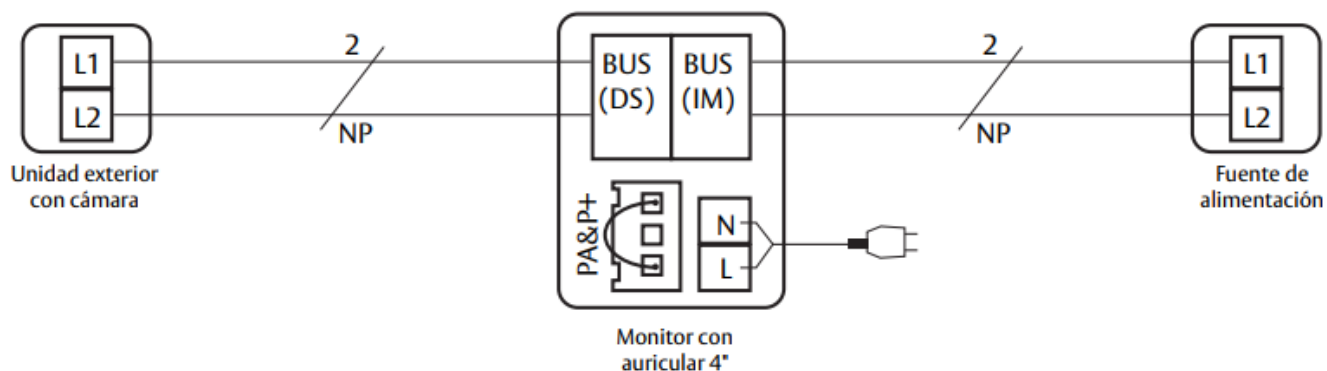 2
2
L1
L2
BUS
(DS)
BUS
(IM)
L1
L2
NP
NP
Unidad exterior
con cámara
Fuente de
alimentación
PA&P+
N
L
Monitor con
auricular 4"